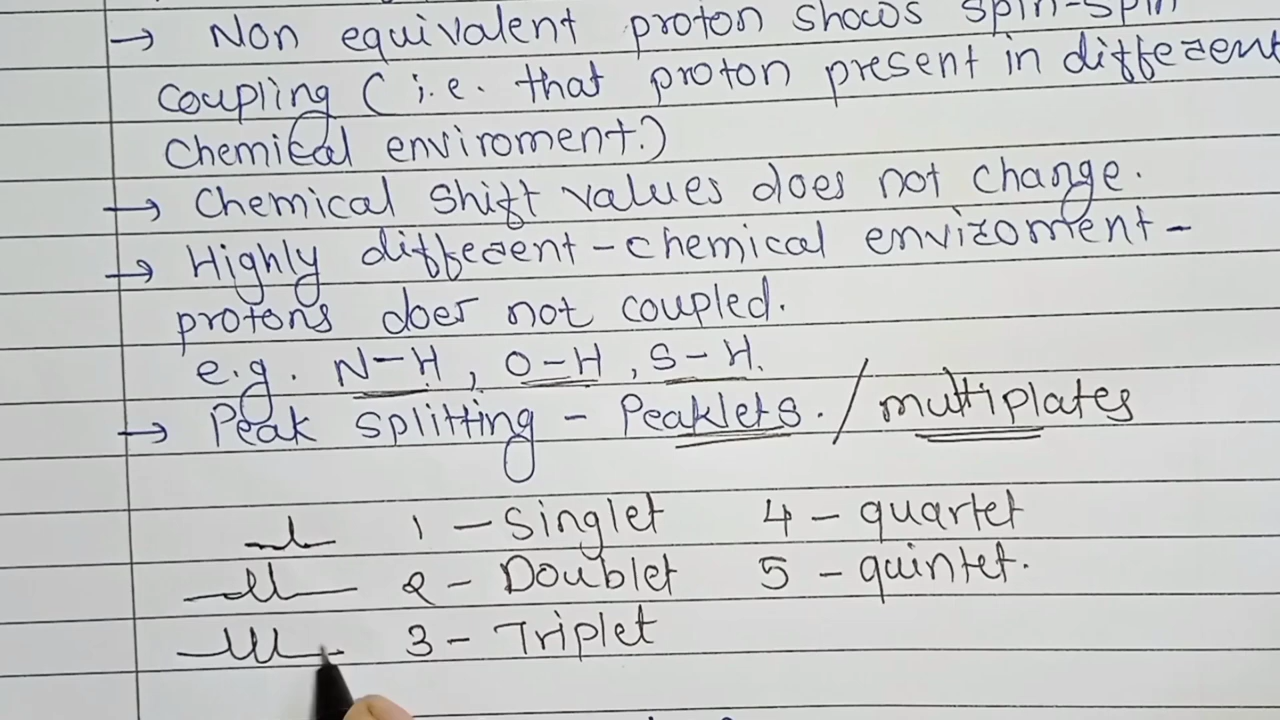 → Non equivalent proton shows spin-spin
coupling (i.e. that proton present in different
chemical enviroment.)
→ Chemical shift values does not change.
→ Highly different-chemical enviroment-
protons does not coupled.
e.g. N-H, O-H, S-H.
→ Peak splitting - Peaklets. / multiplates
1 - Singlet 4 - quartet
2 - Doublet 5 - quintet.
3 - Triplet